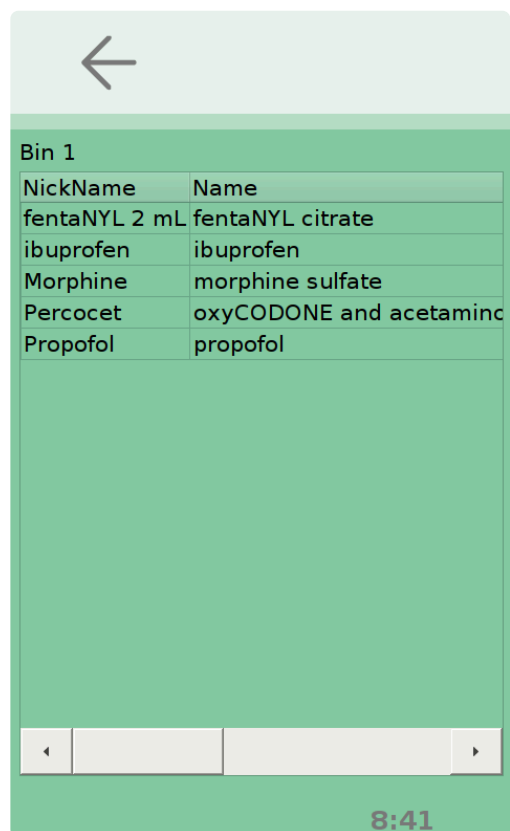 Bin 1
NickName Name
fentaNYL 2 mL fentaNYL citrate
ibuprofen ibuprofen
Morphine morphine sulfate
Percocet oxyCODONE and
Propofol propofol
8:41